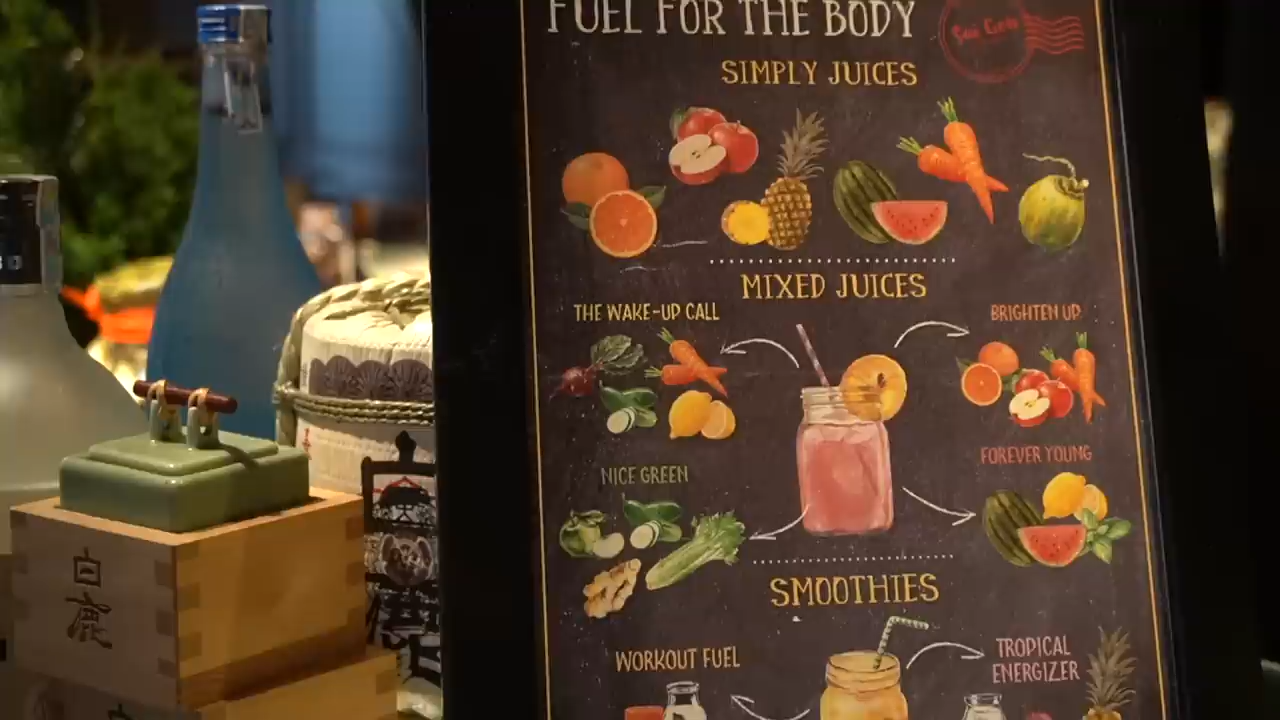 FUEL FOR THE BODY
SIMPLY JUICES
MIXED JUICES
THE WAKE-UP CALL
BRIGHTEN UP
NICE GREEN
FOREVER YOUNG
SMOOTHIES
WORKOUT FUEL
TROPICAL
ENERGIZER
白
鹿